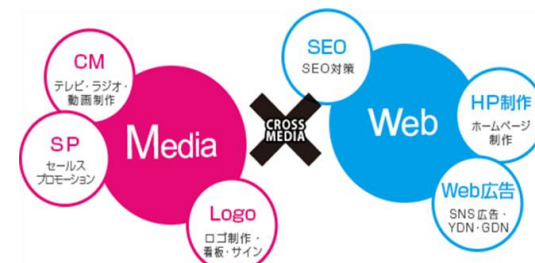 CM
テレビ・ラジオ・
動画制作
SP
セールス
プロモーション
Media
Logo
ロゴ制作・
看板・サイン
CROSS
MEDIA
SEO
SEO対策
Web
HP制作
ホームページ
制作
Web広告
SNS広告・
YDN・GDN